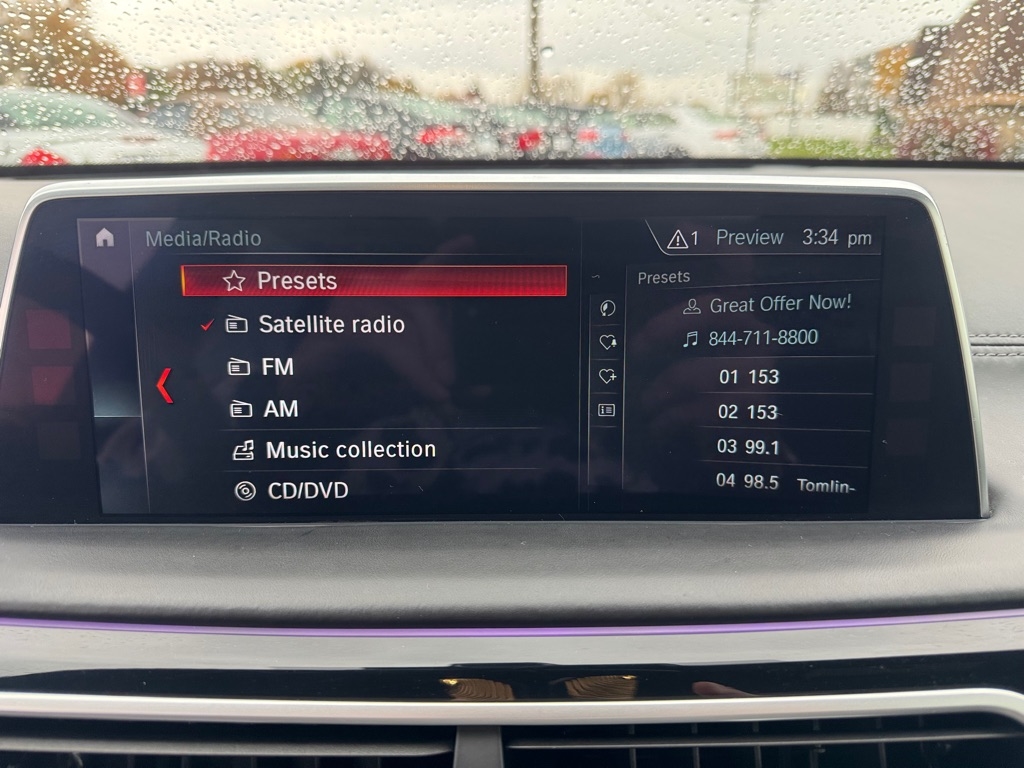 Media/Radio
1 Preview 3:34 pm
Presets
Satellite radio
FM
AM
Music collection
CD/DVD
Presets
Great Offer Now!
844-711-8800
01 153
02 153
03 99.1
04 98.5 Tomlin-